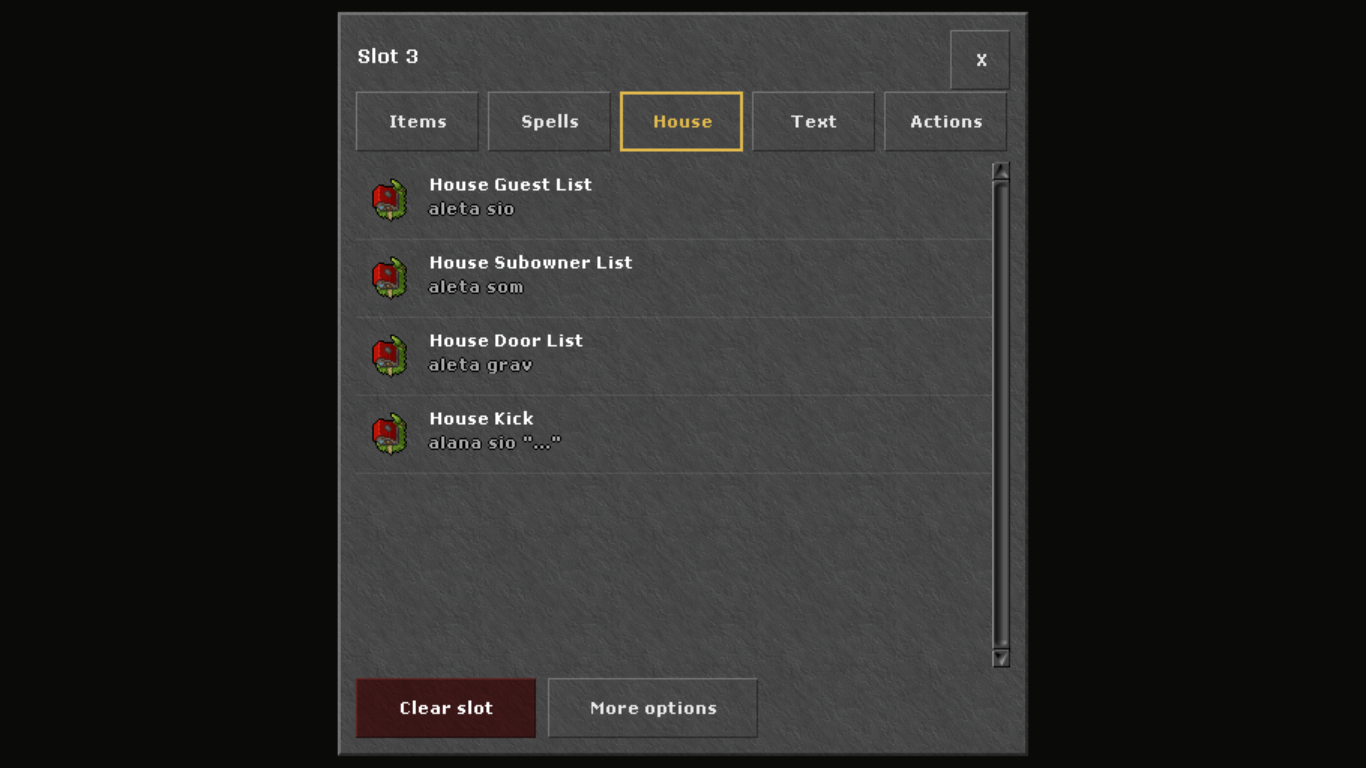 Slot 3
X
Items
Spells
House
Text
Actions
House Guest List
aleta sio
House Subowner List
aleta som
House Door List
aleta grav
House Kick
alana sio "..."
Clear slot
More options